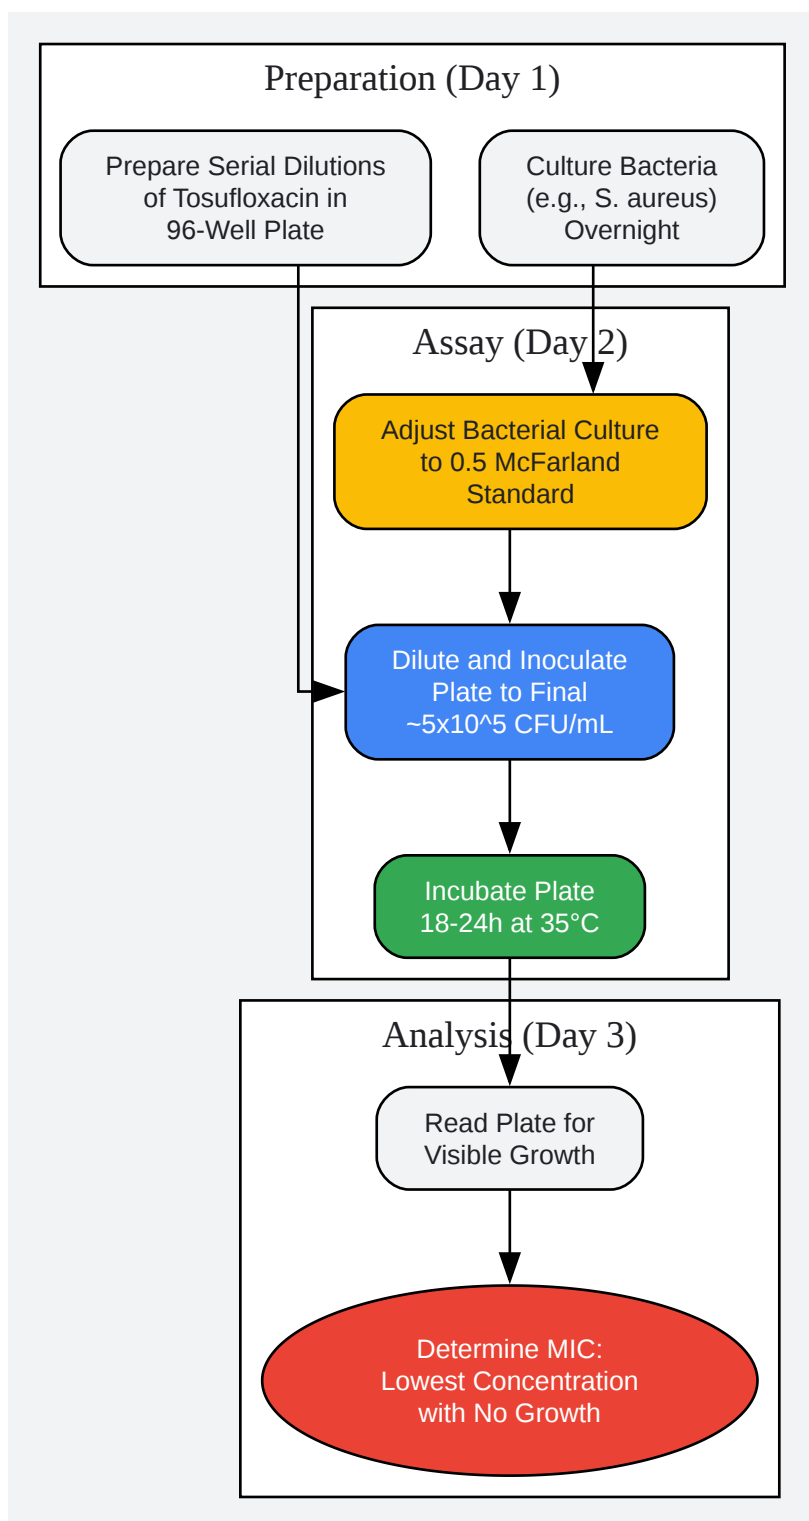 Preparation (Day 1)
Prepare Serial Dilutions
of Tosufloxacin in
96-Well Plate
Culture Bacteria
(e.g., S. aureus)
Overnight
Assay (Day 2)
Adjust Bacterial Culture
to 0.5 McFarland
Standard
Dilute and Inoculate
Plate to Final
~5x10^5 CFU/mL
Incubate Plate
18-24h at 35°C
Analysis (Day 3)
Read Plate for
Visible Growth
Determine MIC:
Lowest Concentration
with No Growth